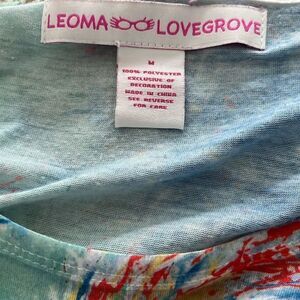 LEOMA LOVEGROVE
M
100% POLYESTER
EXCLUSIVE OF
DECORATION
MADE IN CHINA
SEE REVERSE
FOR CARE